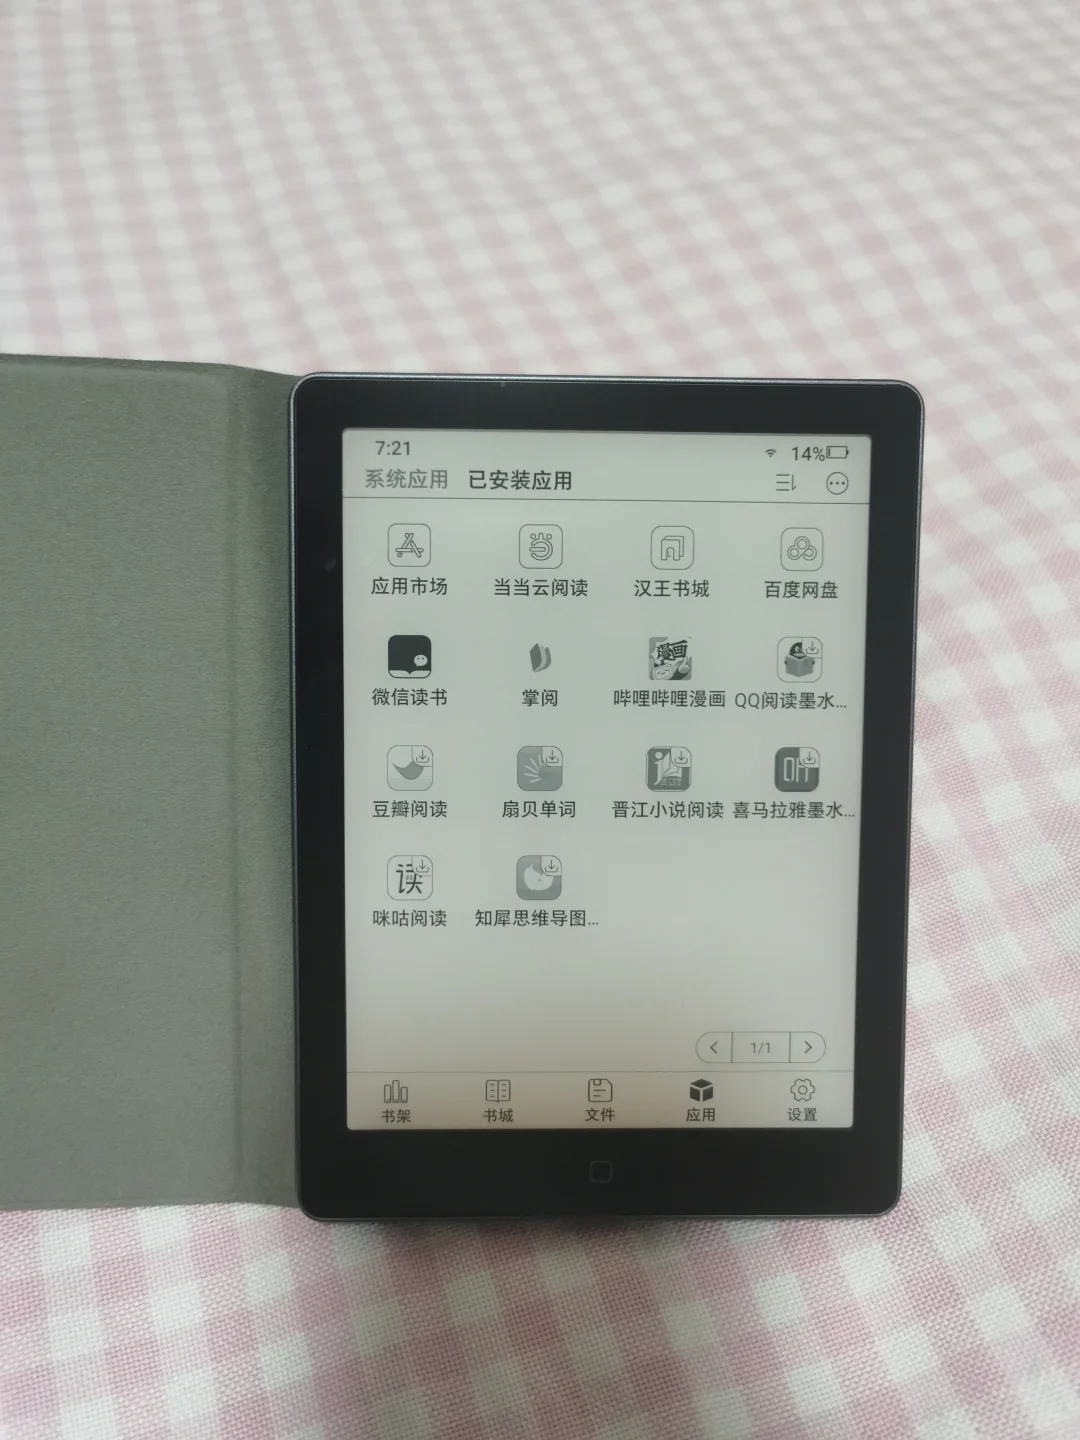 7:21 14%
系统应用 已安装应用
应用市场 当当云阅读 汉王书城 百度网盘
漫画
微信读书 掌阅 哔哩哔哩漫画 QQ阅读墨水...
豆瓣阅读 扇贝单词 晋江小说阅读 喜马拉雅墨水...
读
咪咕阅读 知犀思维导图...
1/1
书架 书城 文件 应用 设置